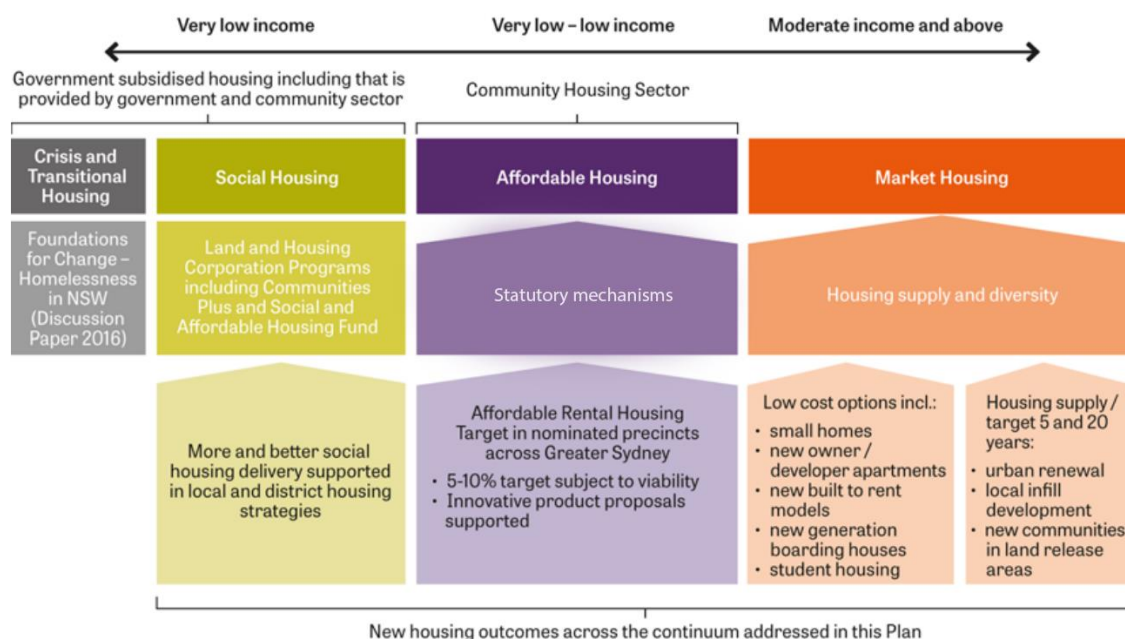 Very low income
Very low – low income
Moderate income and above
Government subsidised housing including that is
provided by government and community sector
Community Housing Sector
Crisis and
Transitional
Housing
Social Housing
Affordable Housing
Market Housing
Foundations
for Change –
Homelessness
in NSW
(Discussion
Paper 2016)
Land and Housing
Corporation Programs
including Communities
Plus and Social and
Affordable Housing Fund
Statutory mechanisms
Housing supply and diversity
More and better social
housing delivery supported
in local and district housing
strategies
Affordable Rental Housing
Target in nominated precincts
across Greater Sydney
• 5-10% target subject to viability
• Innovative product proposals
supported
Low cost options incl.:
• small homes
• new owner /
developer apartments
• new built to rent
models
• new generation
boarding houses
• student housing
Housing supply /
target 5 and 20
years:
• urban renewal
• local infill
development
• new communities
in land release
areas
New housing outcomes across the continuum addressed in this Plan